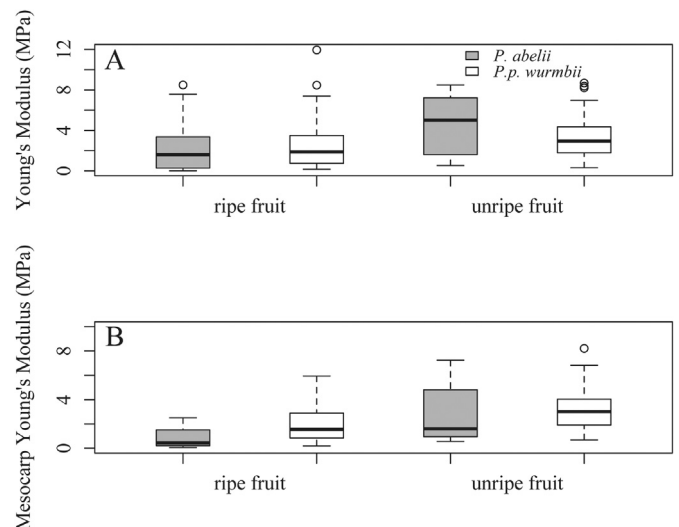 Young's Modulus (MPa)
12
8
4
0
A
P. abelii
P.p. wurmbii
ripe fruit
unripe fruit
Mesocarp Young's Modulus (MPa)
8
4
0
B
ripe fruit
unripe fruit